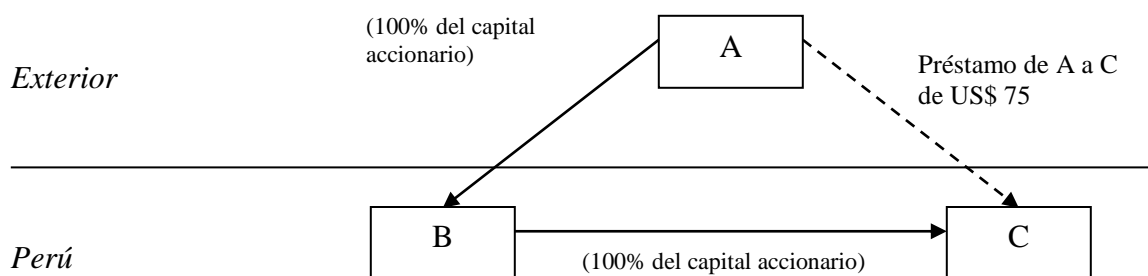 (100% del capital
accionario)
A
Exterior
Préstamo de A a C
de US$ 75
B
C
Perú
(100% del capital accionario)